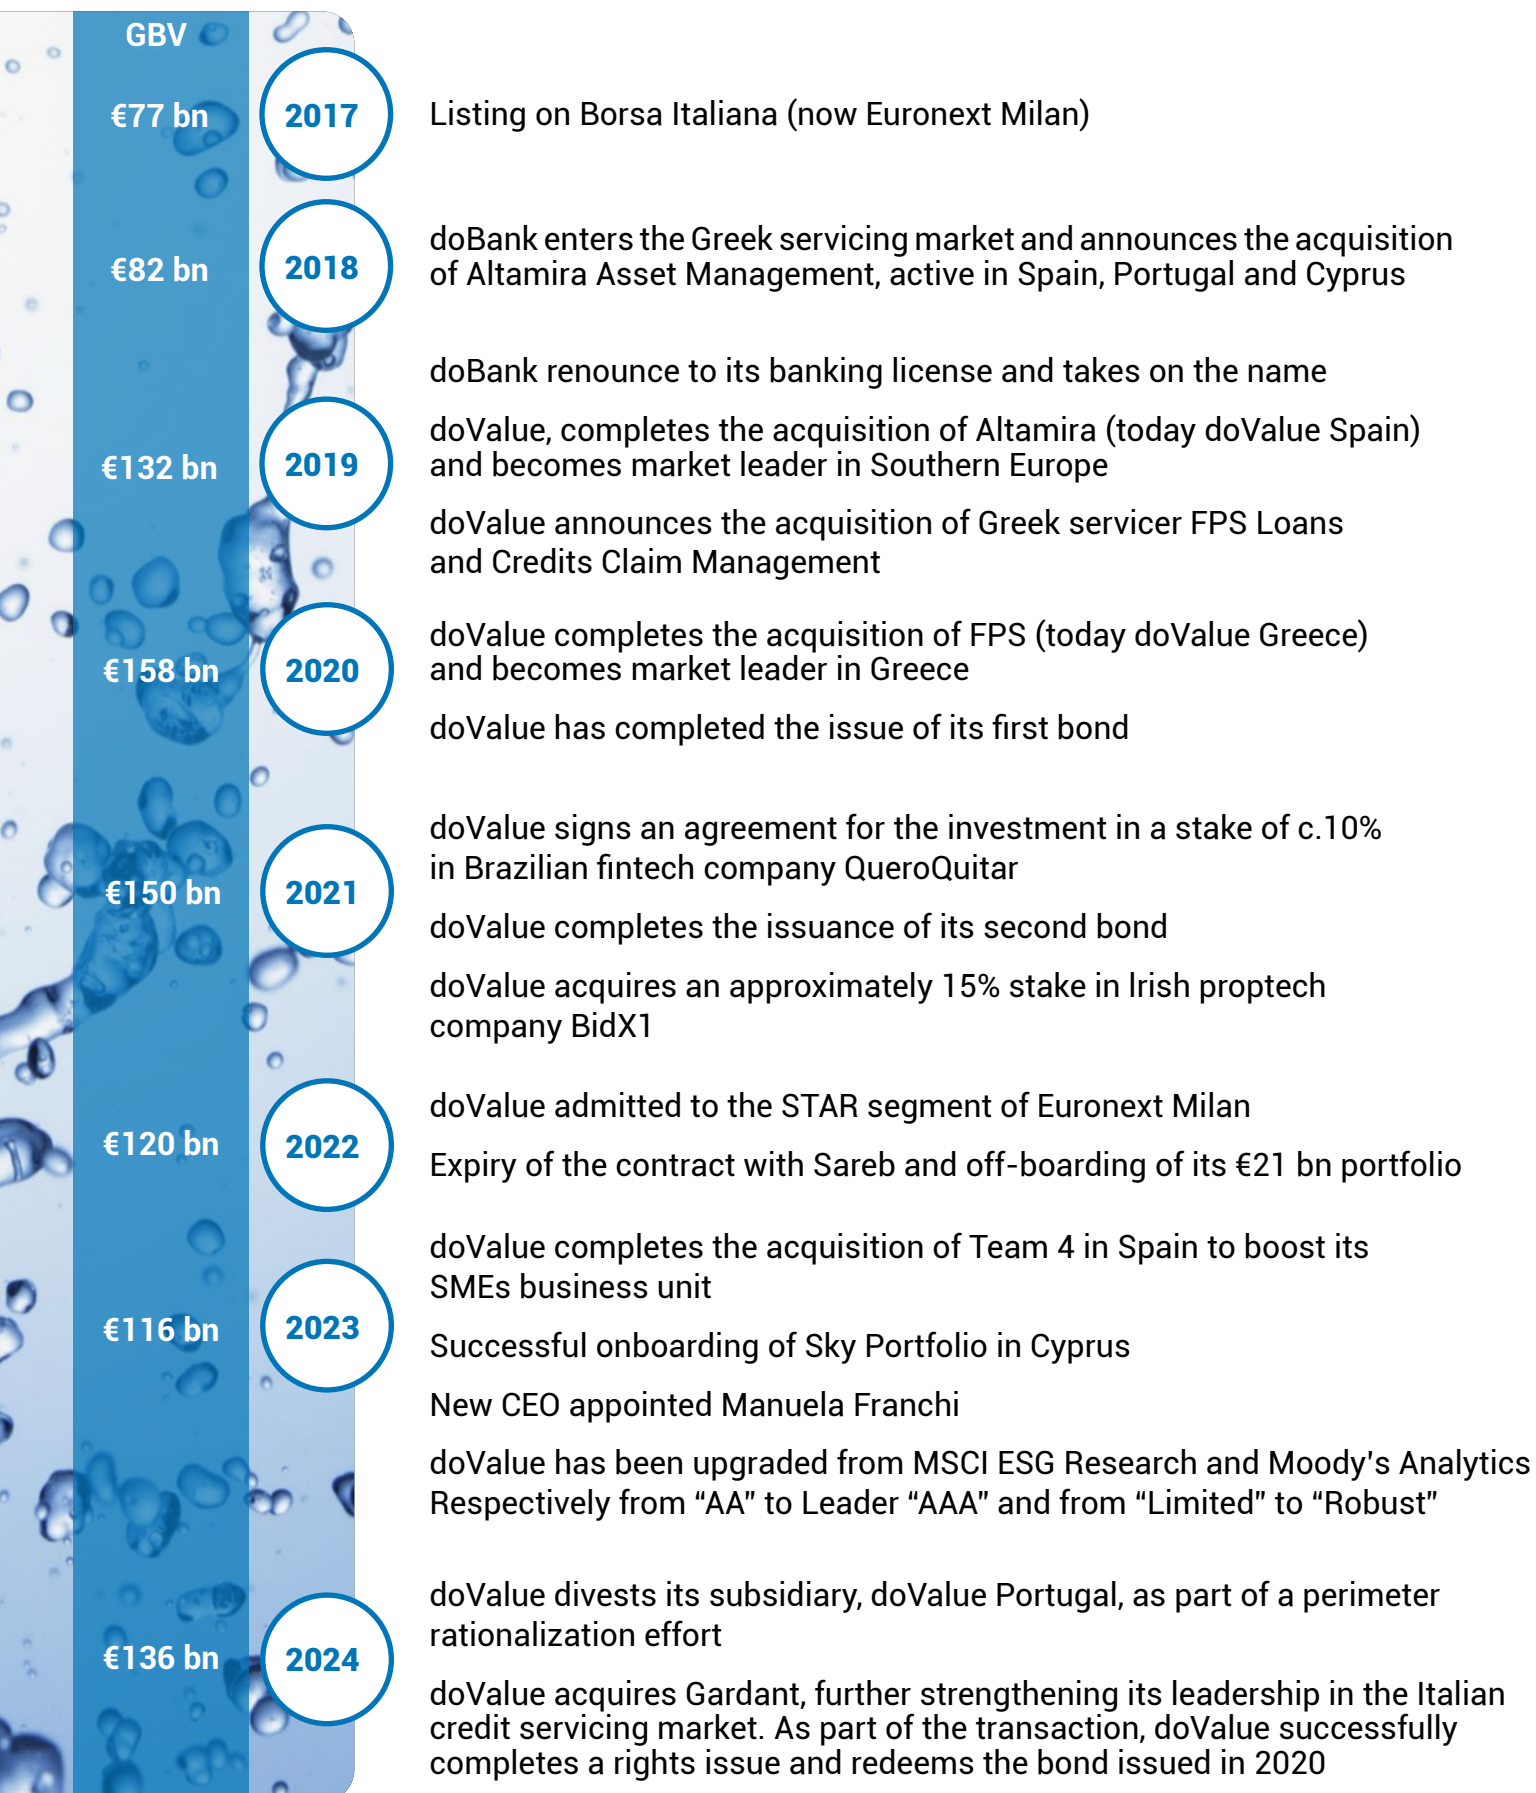 GBV
€77 bn
2017
Listing on Borsa Italiana (now Euronext Milan)
€82 bn
2018
doBank enters the Greek servicing market and announces the acquisition
of Altamira Asset Management, active in Spain, Portugal and Cyprus
€132 bn
2019
doBank renounce to its banking license and takes on the name
doValue, completes the acquisition of Altamira (today doValue Spain)
and becomes market leader in Southern Europe
doValue announces the acquisition of Greek servicer FPS Loans
and Credits Claim Management
€158 bn
2020
doValue completes the acquisition of FPS (today doValue Greece)
and becomes market leader in Greece
doValue has completed the issue of its first bond
€150 bn
2021
doValue signs an agreement for the investment in a stake of c.10%
in Brazilian fintech company QueroQuitar
doValue completes the issuance of its second bond
doValue acquires an approximately 15% stake in lrish proptech
company BidX1
€120 bn
2022
doValue admitted to the STAR segment of Euronext Milan
Expiry of the contract with Sareb and off-boarding of its €21 bn portfolio
€116 bn
2023
doValue completes the acquisition of Team 4 in Spain to boost its
SMEs business unit
Successful onboarding of Sky Portfolio in Cyprus
New CEO appointed Manuela Franchi
doValue has been upgraded from MSCI ESG Research and Moody's Analytics
Respectively from “AA” to Leader “AAA” and from “Limited” to “Robust”
€136 bn
2024
doValue divests its subsidiary, doValue Portugal, as part of a perimeter
rationalization effort
doValue acquires Gardant, further strengthening its leadership in the Italian
credit servicing market. As part of the transaction, doValue successfully
completes a rights issue and redeems the bond issued in 2020